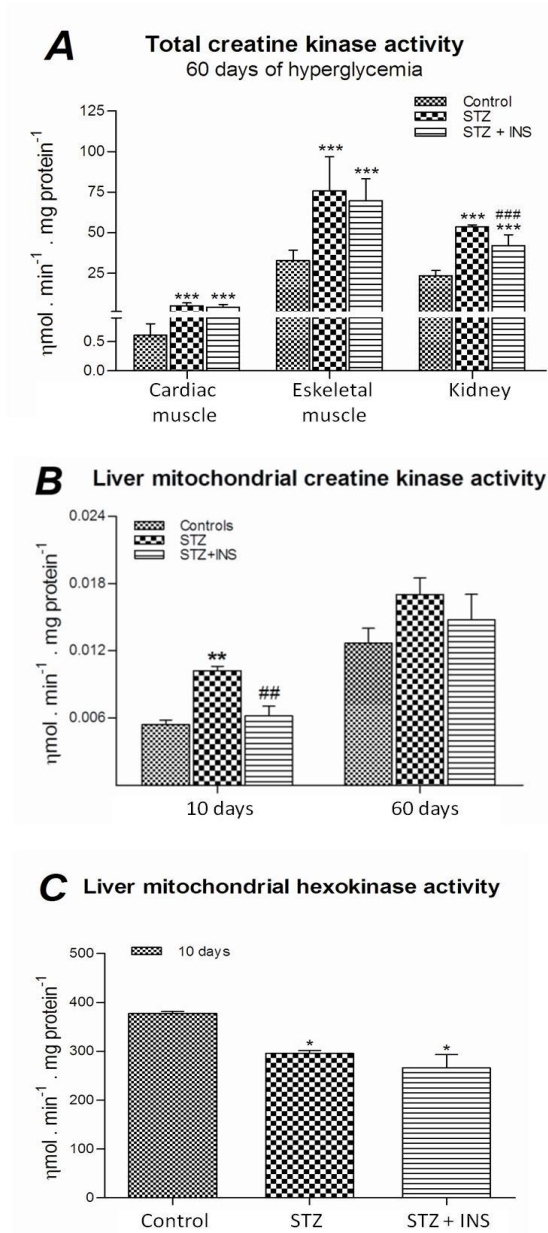 A Total creatine kinase activity
60 days of hyperglycemia
Control
STZ
STZ + INS
ηmol . min⁻¹ . mg protein⁻¹
125
100
75
50
25
0.5
0.0
*** ***
*** ***
*** ###
***
Cardiac muscle
Eskeletal muscle
Kidney
B Liver mitochondrial creatine kinase activity
Controls
STZ
STZ+INS
ηmol . min⁻¹ . mg protein⁻¹
0.024
0.018
0.012
0.006
**
##
10 days
60 days
C Liver mitochondrial hexokinase activity
10 days
ηmol . min⁻¹ . mg protein⁻¹
500
400
300
200
100
0
* *
Control STZ STZ + INS